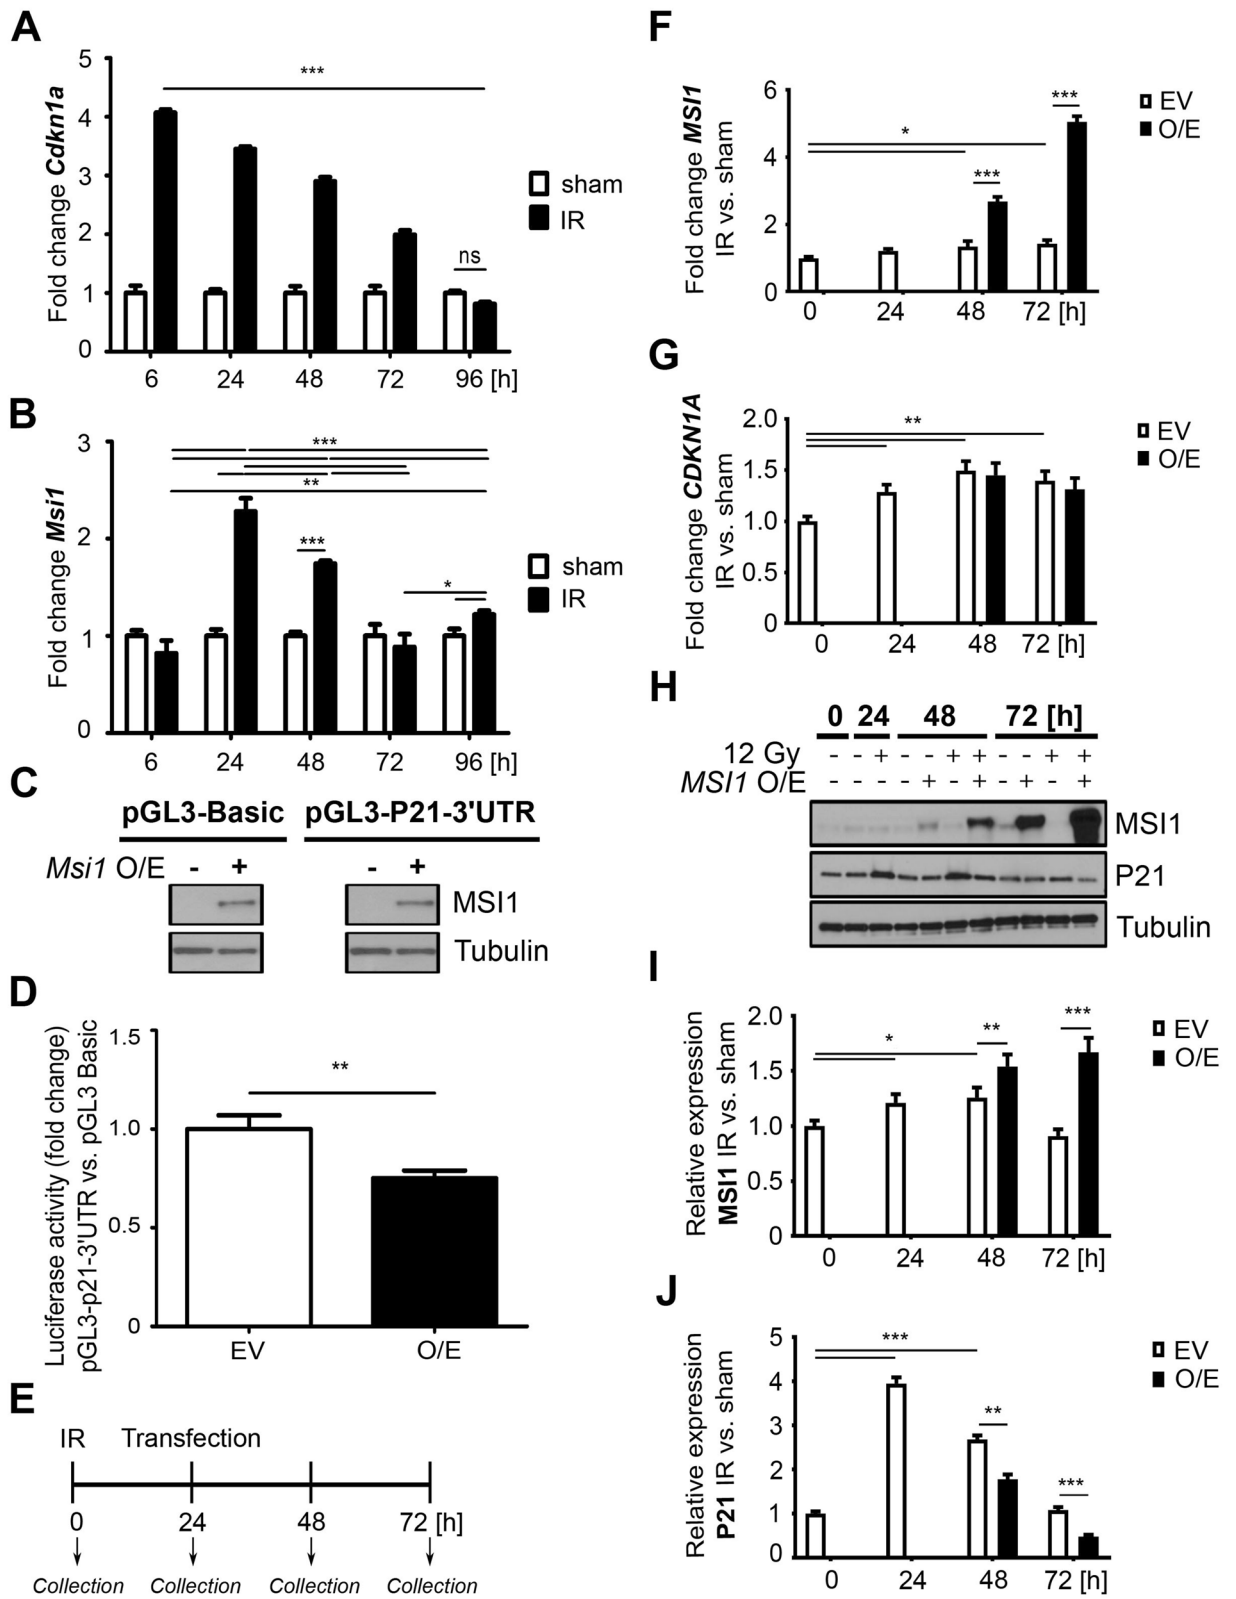 A
Fold change Cdkn1a
5
4
3
2
1
0
***
ns
sham
IR
6 24 48 72 96 [h]
B
Fold change Msi1
3
2
1
0
***
**
***
*
sham
IR
6 24 48 72 96 [h]
C
pGL3-Basic pGL3-P21-3'UTR
Msi1 O/E - + - +
MSI1
Tubulin
D
Luciferase activity (fold change)
pGL3-p21-3'UTR vs. pGL3 Basic
1.5
1.0
0.5
0
**
EV O/E
E
IR Transfection
0 24 48 72 [h]
Collection Collection Collection Collection
F
Fold change MSI1
IR vs. sham
6
4
2
0
*
***
***
EV
O/E
0 24 48 72 [h]
G
Fold change CDKN1A
IR vs. sham
2.0
1.5
1.0
0.5
0
**
EV
O/E
0 24 48 72 [h]
H
0 24 48 72 [h]
12 Gy - - + - - + + - - + +
MSI1 O/E - - - - + - + - + - +
MSI1
P21
Tubulin
I
Relative expression
MSI1 IR vs. sham
2.0
1.5
1.0
0.5
0
*
**
***
EV
O/E
0 24 48 72 [h]
J
Relative expression
P21 IR vs. sham
5
4
3
2
1
0
***
**
***
EV
O/E
0 24 48 72 [h]